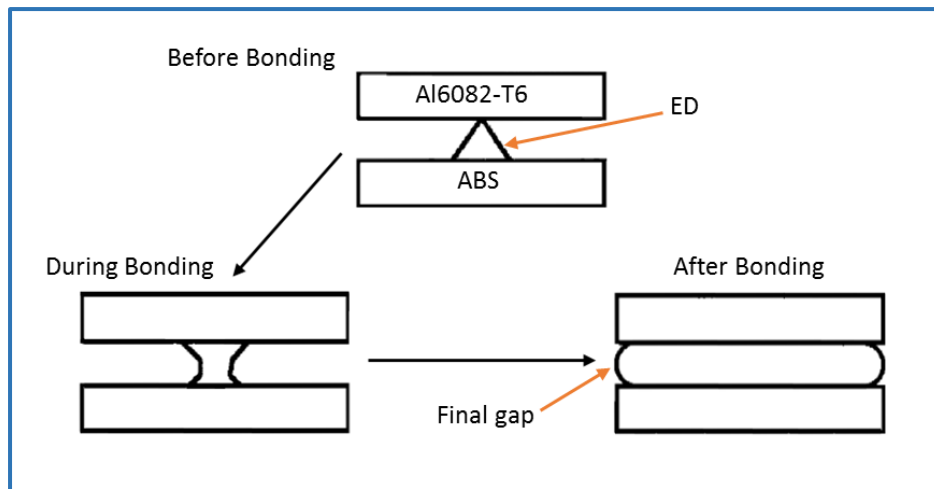 Before Bonding
Al6082-T6
ED
ABS
During Bonding
After Bonding
Final gap